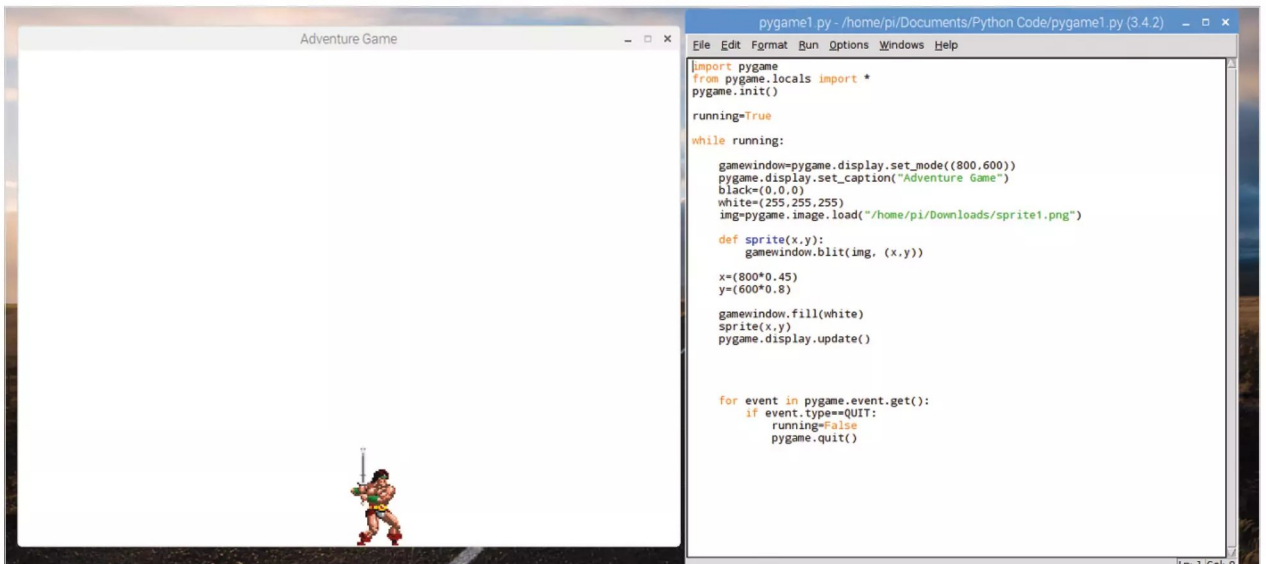 Adventure Game
pygame1.py - /home/pi/Documents/Python Code/pygame1.py (3.4.2)
File Edit Format Run Options Windows Help
import pygame
from pygame.locals import *
pygame.init()
running=True
while running:
gamewindow=pygame.display.set_mode((800,600))
pygame.display.set_caption("Adventure Game")
black=(0,0,0)
white=(255,255,255)
img=pygame.image.load("/home/pi/Downloads/sprite1.png")
def sprite(x,y):
gamewindow.blit(img, (x,y))
x=(800*0.45)
y=(600*0.8)
gamewindow.fill(white)
sprite(x,y)
pygame.display.update()
for event in pygame.event.get():
if event.type==QUIT:
running=False
pygame.quit()